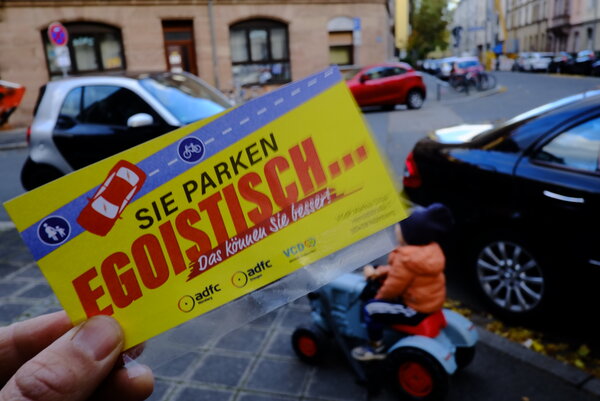 SIE PARKEN
EGOISTISCH...
Das können Sie besser!
adfc
adfc
VCD